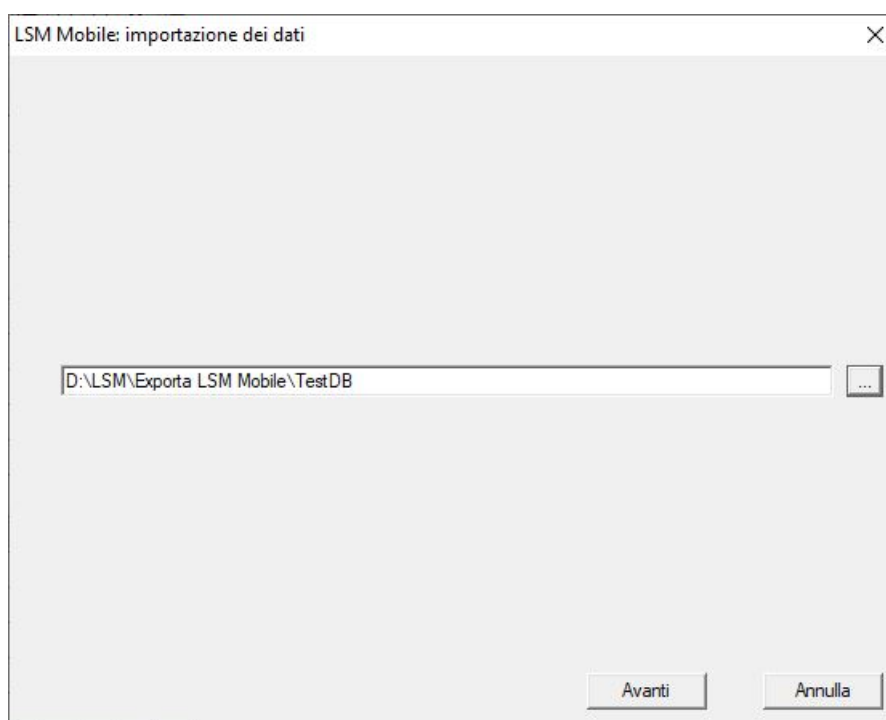 LSM Mobile: importazione dei dati
D:\LSM\Exporta LSM Mobile\TestDB
...
Avanti
Annulla